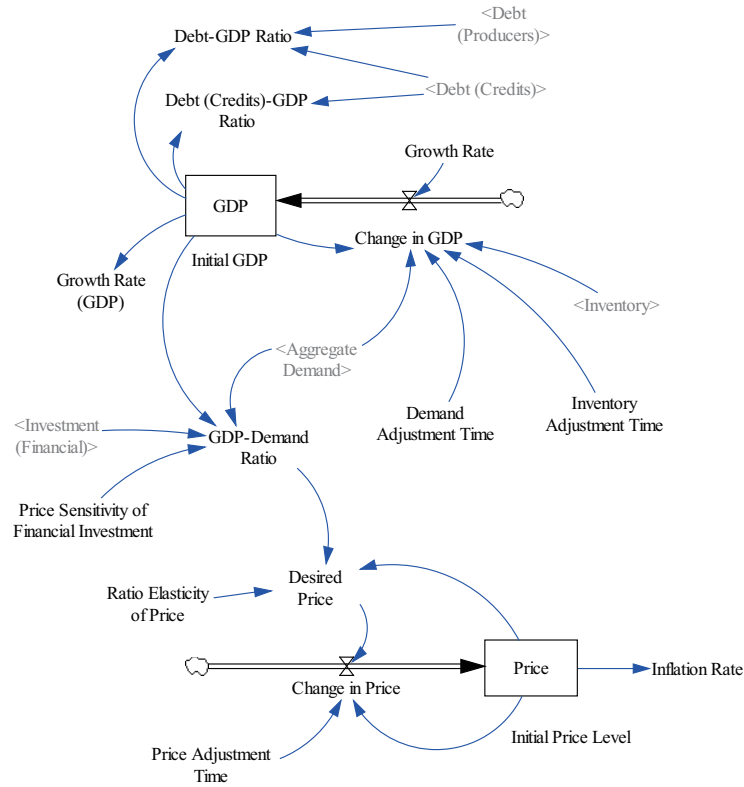 <Debt
(Producers)>
Debt-GDP Ratio
<Debt (Credits)>
Debt (Credits)-GDP
Ratio
Growth Rate
GDP
Initial GDP
Change in GDP
Growth Rate
(GDP)
<Inventory>
<Aggregate
Demand>
Demand
Adjustment Time
Inventory
Adjustment Time
<Investment
(Financial)>
GDP-Demand
Ratio
Price Sensitivity of
Financial Investment
Desired
Price
Ratio Elasticity
of Price
Price
Inflation Rate
Change in Price
Initial Price Level
Price Adjustment
Time